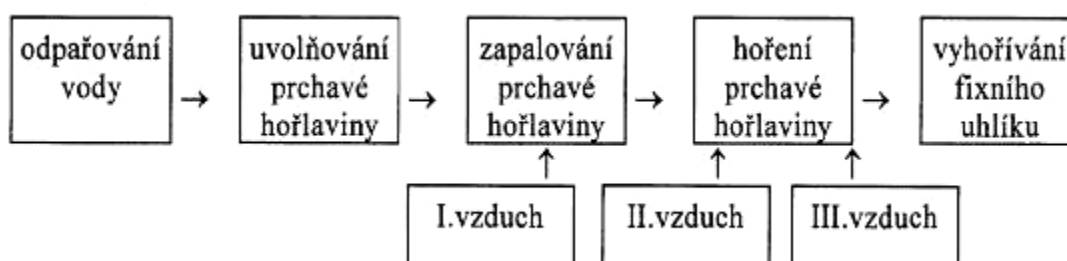 odpařování
vody
→
uvolňování
prchavé
hořlaviny
→
zapalování
prchavé
hořlaviny
→
hoření
prchavé
hořlaviny
→
vyhořívání
fixního
uhlíku
↑
↑
↑
I.vzduch
II.vzduch
III.vzduch